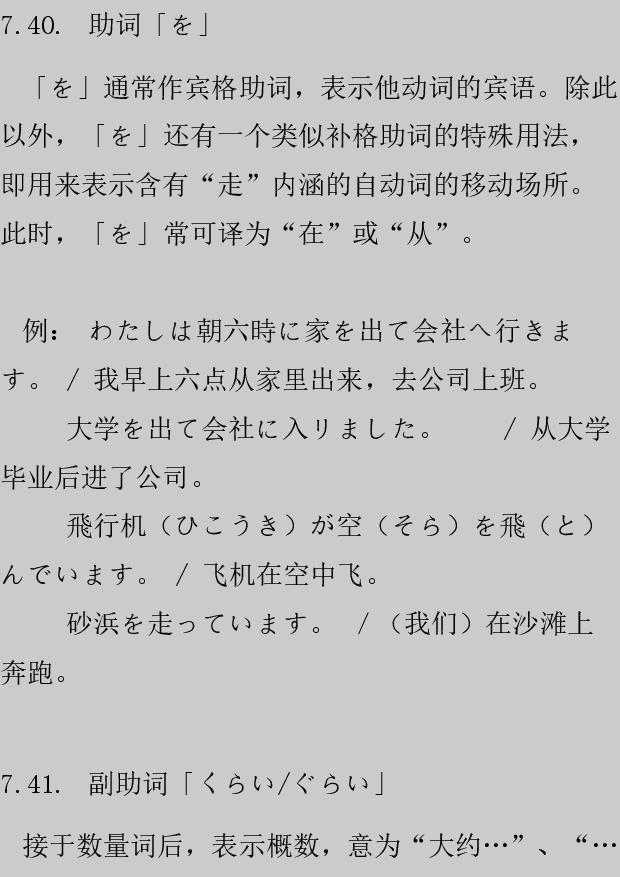 7.40.  助词「を」
「を」通常作宾格助词，表示他动词的宾语。除此
以外，「を」还有一个类似补格助词的特殊用法，
即用来表示含有“走”内涵的自动词的移动场所。
此时，「を」常可译为“在”或“从”。
例： わたしは朝六時に家を出て会社へ行きま
す。 / 我早上六点从家里出来，去公司上班。
大学を出て会社に入リました。 / 从大学
毕业后进了公司。
飛行机（ひこうき）が空（そら）を飛（と）
んでいます。 / 飞机在空中飞。
砂浜を走っています。 / （我们）在沙滩上
奔跑。
7.41.  副助词「くらい/ぐらい」
接于数量词后，表示概数，意为“大约…”、“…